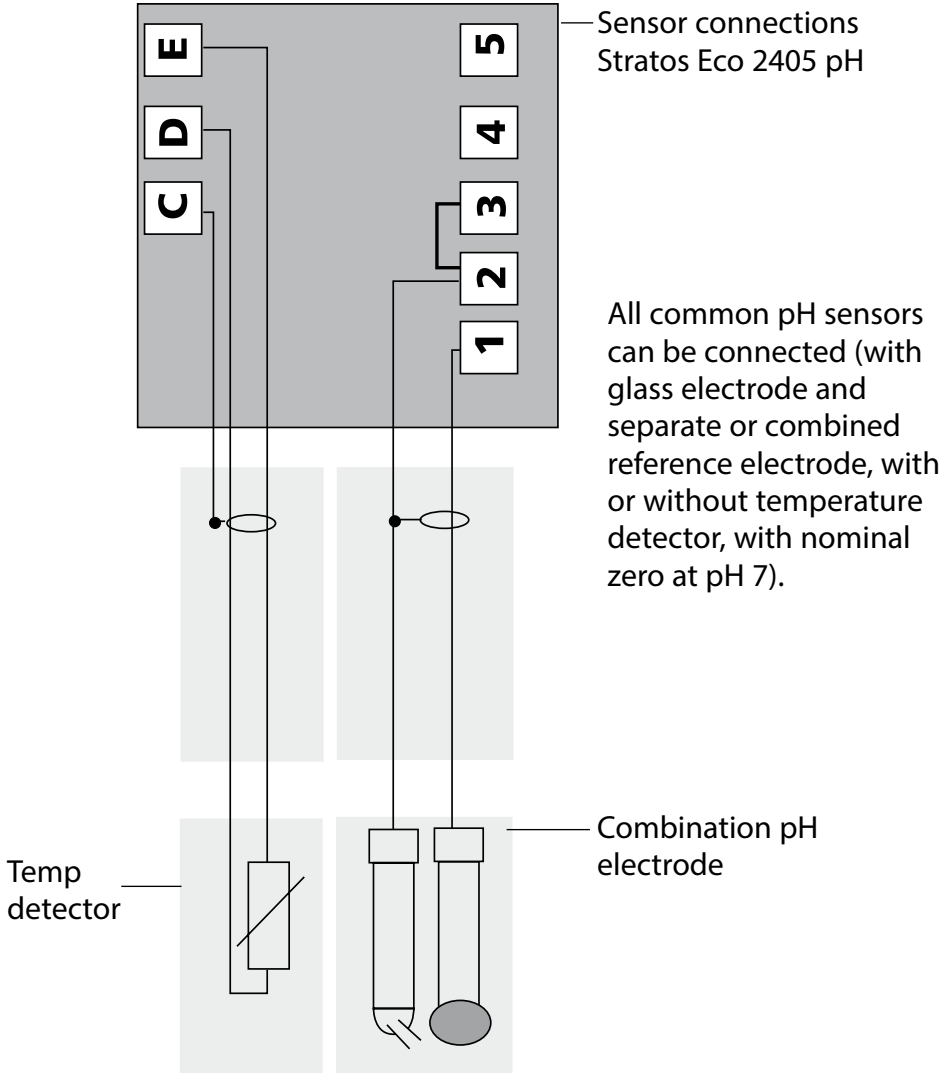 Sensor connections
Stratos Eco 2405 pH
E
D
C
5
4
3
2
1
All common pH sensors
can be connected (with
glass electrode and
separate or combined
reference electrode, with
or without temperature
detector, with nominal
zero at pH 7).
Combination pH
electrode
Temp
detector